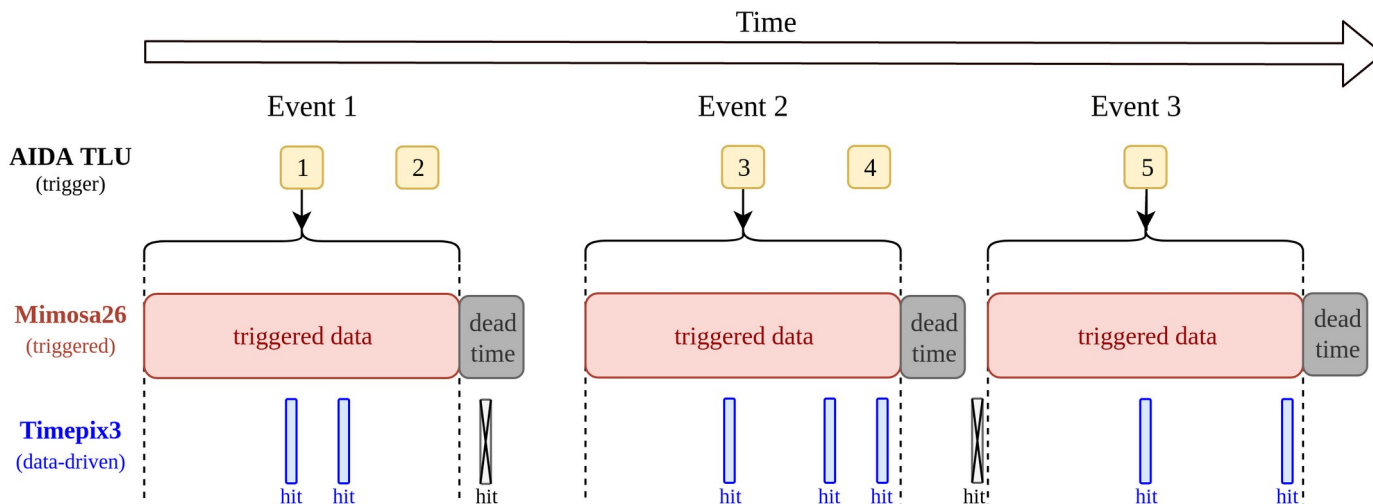 Time
Event 1
Event 2
Event 3
AIDA TLU
(trigger)
1
2
3
4
5
Mimosa26
(triggered)
triggered data
dead
time
triggered data
dead
time
triggered data
dead
time
Timepix3
(data-driven)
hit
hit
hit
hit
hit
hit
hit
hit
hit